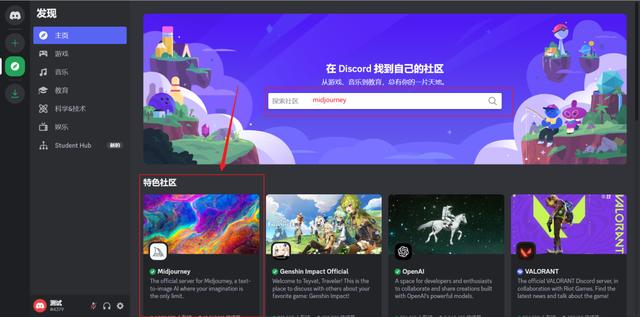 发现
主页
游戏
音乐
教育
科学&技术
娱乐
Student Hub
新的
在 Discord 找到自己的社区
从游戏、音乐到教育，总有你的一片天地。
探索社区 midjourney
特色社区
VALORANT
Midjourney
The official server for Midjourney, a text-
to-image AI where your imagination is
the only limit.
Genshin Impact Official
Welcome to Teyvat, Traveler! This is the
place to discuss with others about your
favorite game: Genshin Impact!
OpenAI
A space for developers and enthusiasts
to collaborate and share creations built
with OpenAI's powerful models.
VALORANT
The official VALORANT Discord server, in
collaboration with Riot Games. Find the
latest news and talk about the game!
测试
#4379